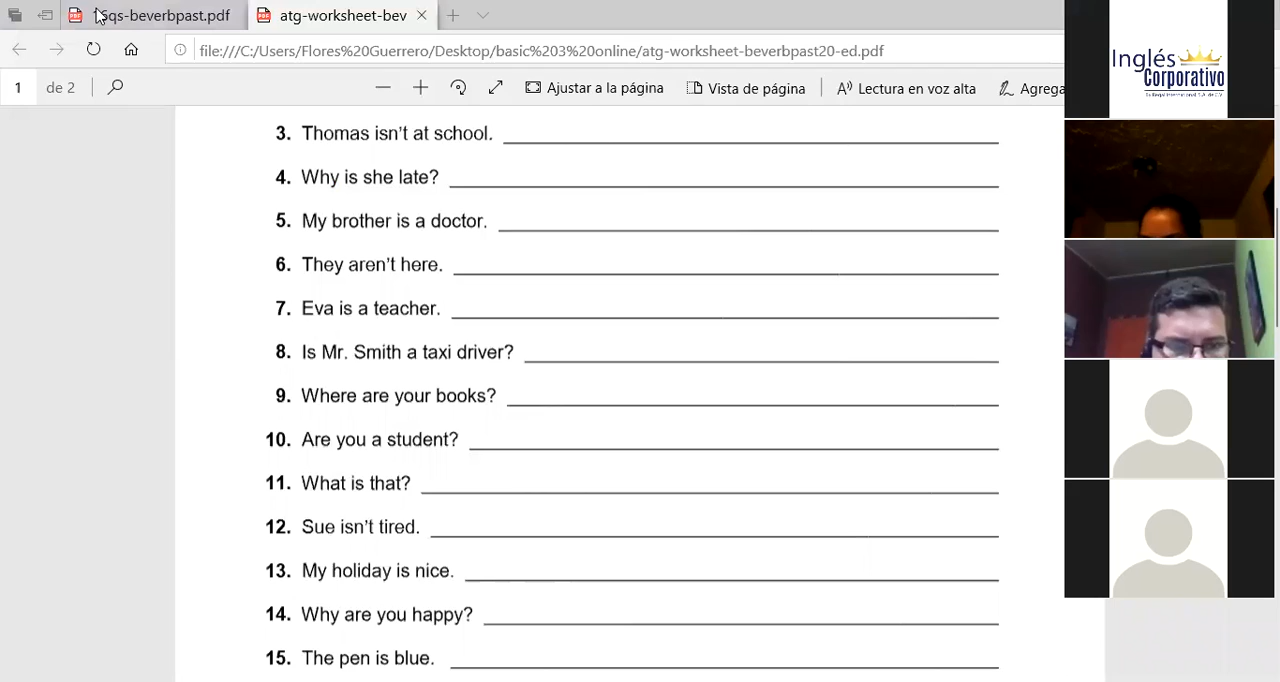 sqs-beverbpast.pdf
atg-worksheet-bev
file:///C:/Users/Flores%20Guerrero/Desktop/basic%203%20online/atg-worksheet-beverbpast20-ed.pdf
1 de 2
Ajustar a la página
Vista de página
Lectura en voz alta
Agrega
Inglés
Corporativo
3. Thomas isn't at school.
4. Why is she late?
5. My brother is a doctor.
6. They aren't here.
7. Eva is a teacher.
8. Is Mr. Smith a taxi driver?
9. Where are your books?
10. Are you a student?
11. What is that?
12. Sue isn't tired.
13. My holiday is nice.
14. Why are you happy?
15. The pen is blue.